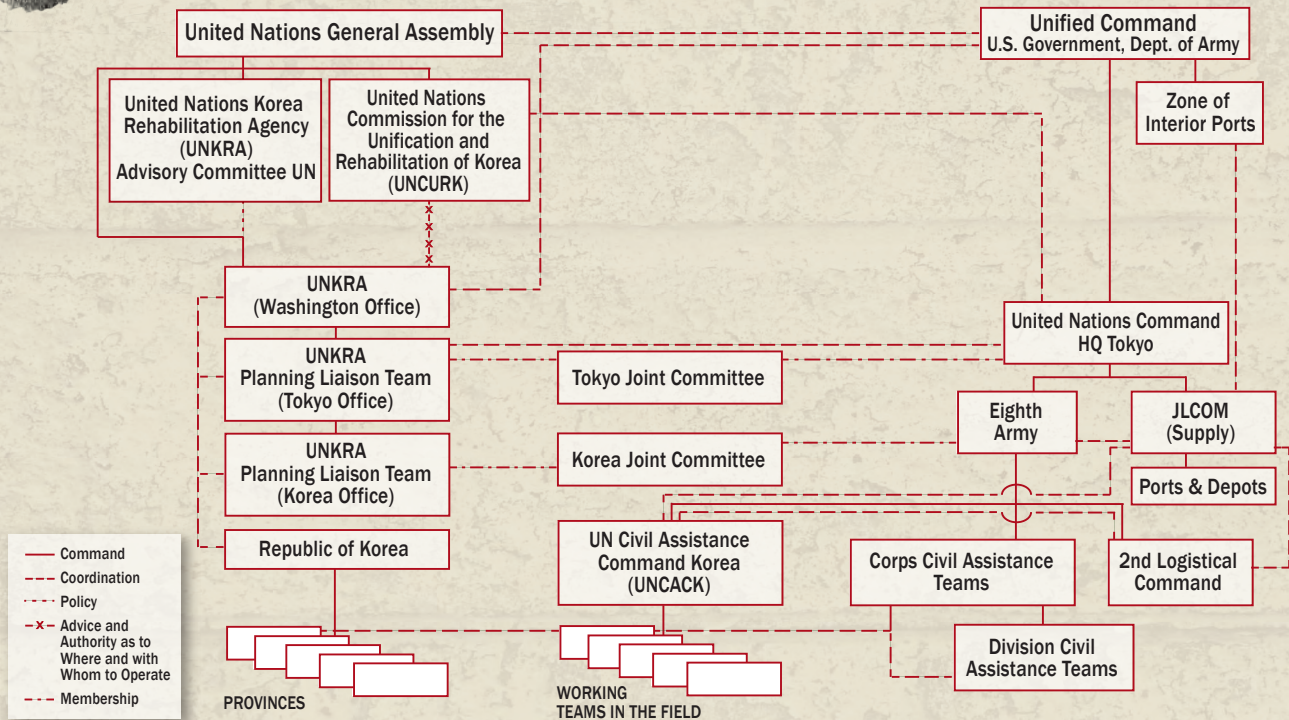 United Nations General Assembly
Unified Command
U.S. Government, Dept. of Army
United Nations Korea
Rehabilitation Agency
(UNKRA)
Advisory Committee UN
United Nations
Commission for the
Unification and
Rehabilitation of Korea
(UNCURK)
Zone of
Interior Ports
x
x
x
x
UNKRA
(Washington Office)
United Nations Command
HQ Tokyo
UNKRA
Planning Liaison Team
(Tokyo Office)
Tokyo Joint Committee
Eighth
Army
JLCOM
(Supply)
UNKRA
Planning Liaison Team
(Korea Office)
Korea Joint Committee
Ports & Depots
Republic of Korea
UN Civil Assistance
Command Korea
(UNCACK)
Corps Civil Assistance
Teams
2nd Logistical
Command
Division Civil
Assistance Teams
PROVINCES
WORKING
TEAMS IN THE FIELD
Command
Coordination
Policy
x Advice and
Authority as to
Where and with
Whom to Operate
Membership